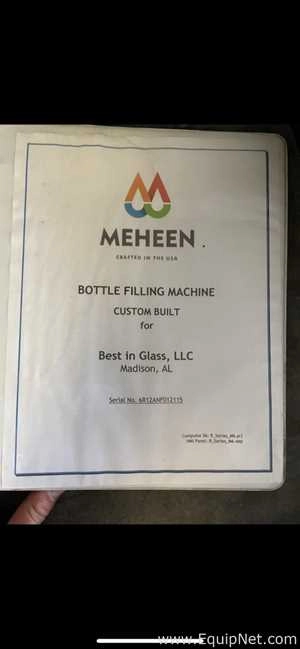 MEHEEN
CRAFTED IN THE USA
BOTTLE FILLING MACHINE
CUSTOM BUILT
for
Best in Glass, LLC
Madison, AL
Serial No. 6R12ANF012115
www.EquipNet.com